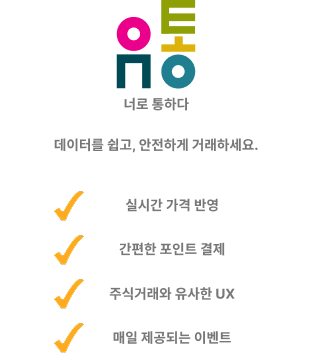 통
너로 통하다
데이터를 쉽고, 안전하게 거래하세요.
실시간 가격 반영
간편한 포인트 결제
주식거래와 유사한 UX
매일 제공되는 이벤트